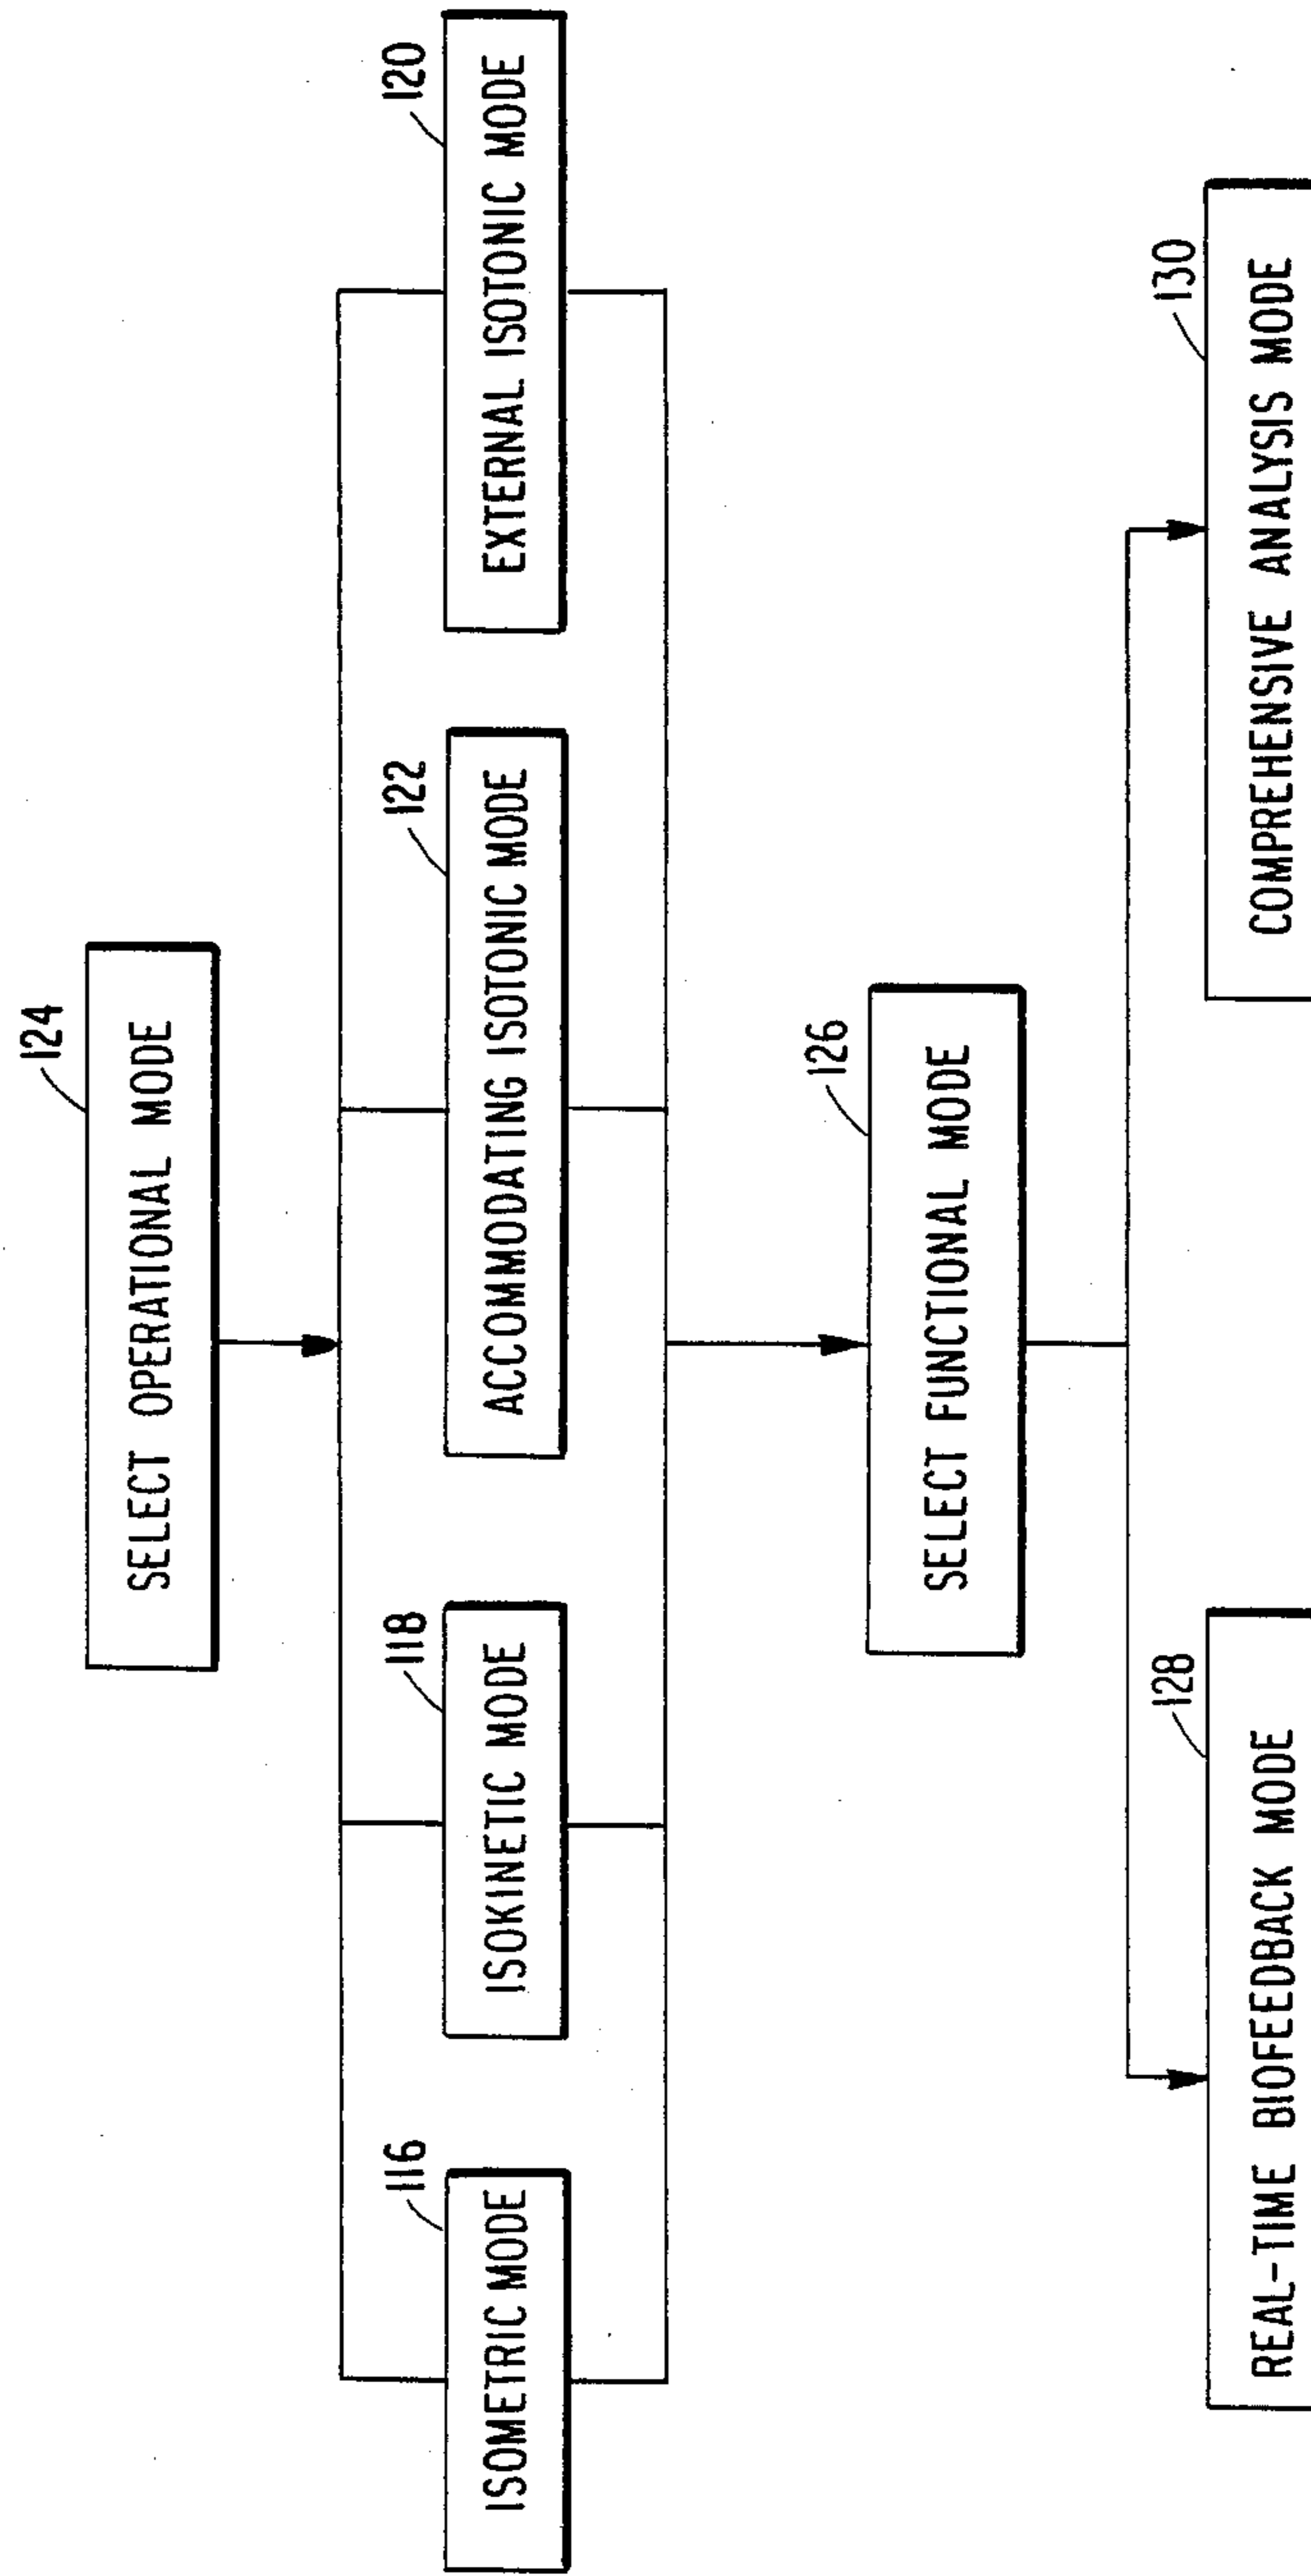 124
SELECT OPERATIONAL MODE
116
ISOMETRIC MODE
118
ISOKINETIC MODE
122
ACCOMMODATING ISOTONIC MODE
120
EXTERNAL ISOTONIC MODE
126
SELECT FUNCTIONAL MODE
128
REAL-TIME BIOFEEDBACK MODE
130
COMPREHENSIVE ANALYSIS MODE